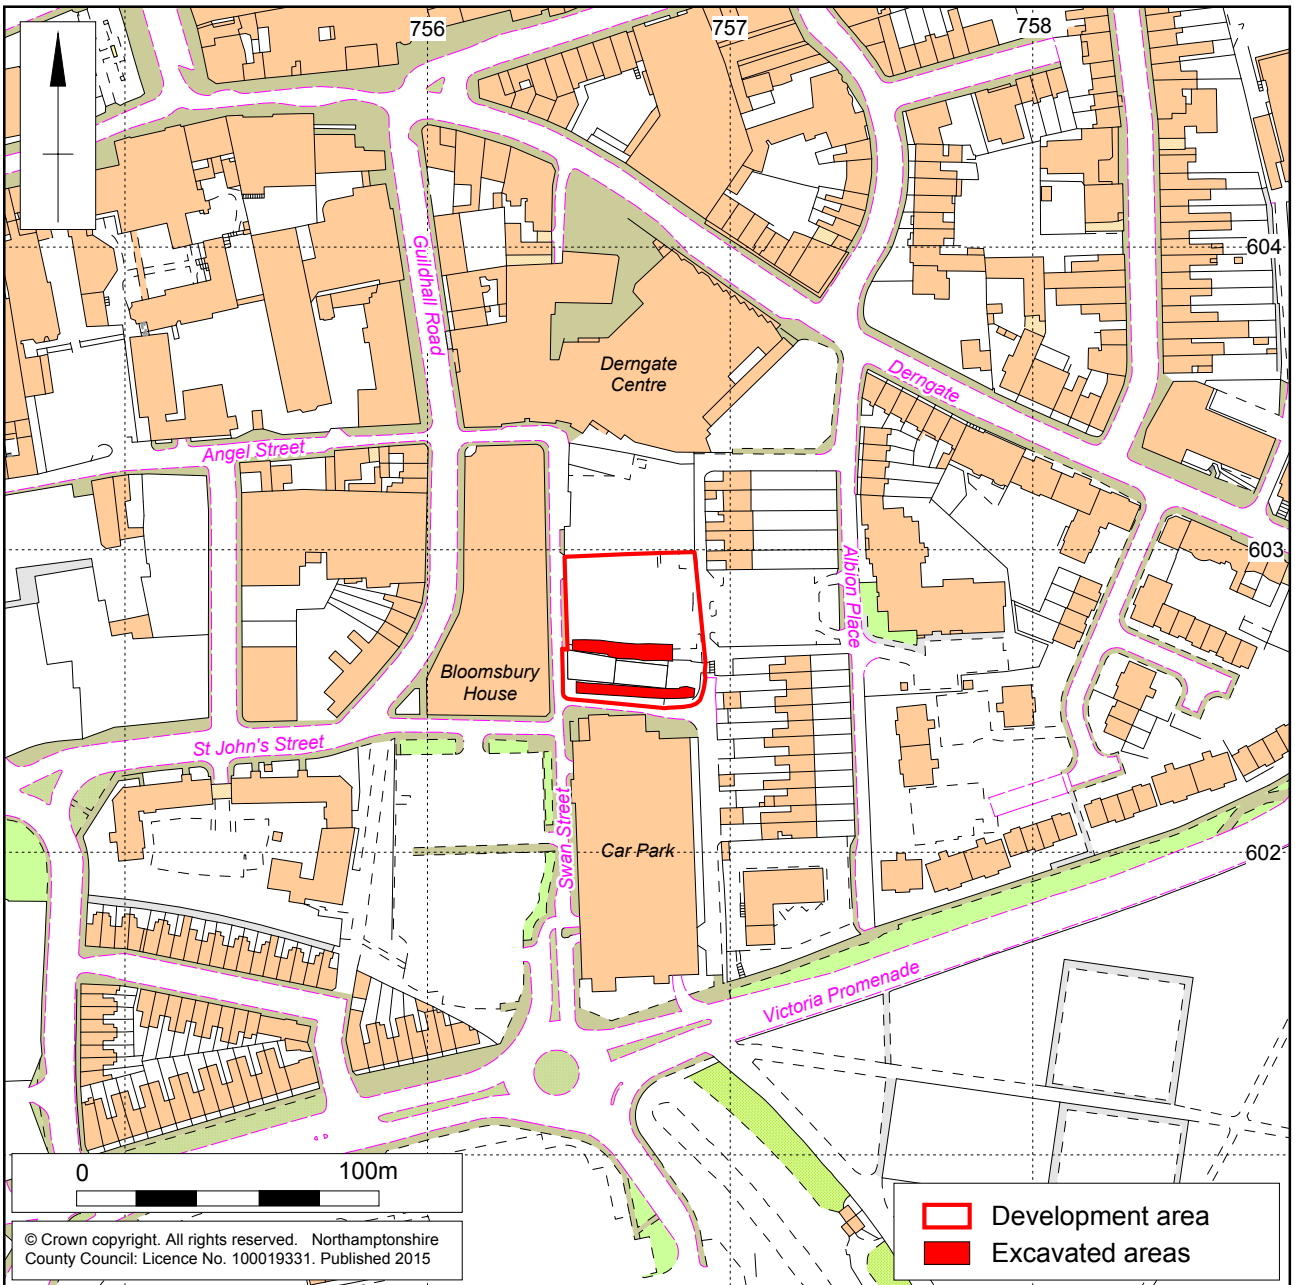 756
757
758
604
Guildhall Road
Derngate
Centre
Derngate
Angel Street
603
Albion Place
Bloomsbury
House
St John's Street
Swan Street
Car Park
602
Victoria Promenade
0 100m
© Crown copyright. All rights reserved. Northamptonshire
County Council: Licence No. 100019331. Published 2015
Development area
Excavated areas